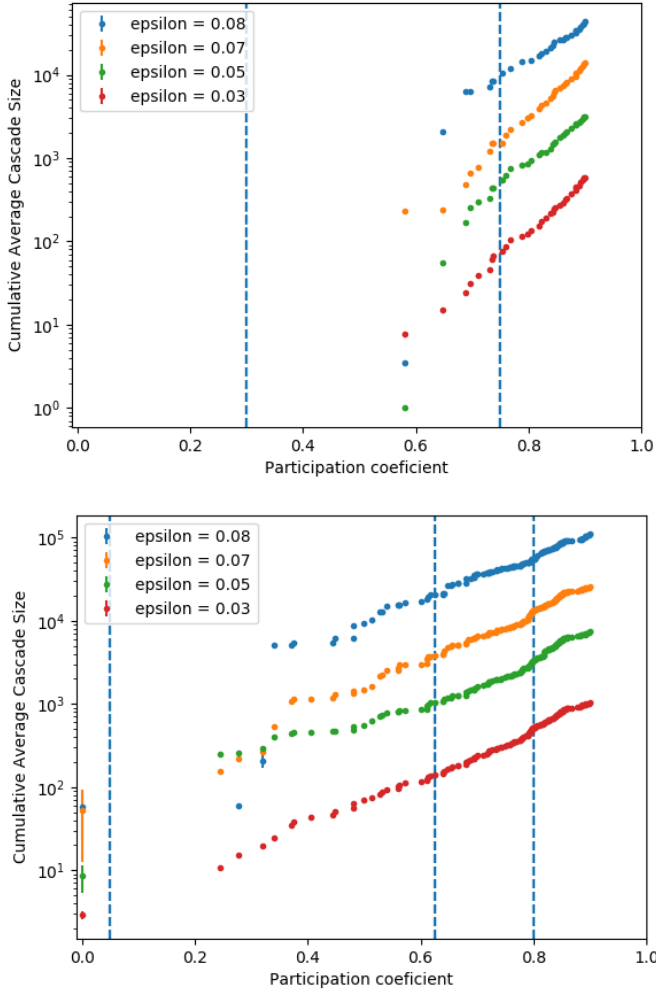 epsilon = 0.08
epsilon = 0.07
epsilon = 0.05
epsilon = 0.03
Cumulative Average Cascade Size
10^4
10^3
10^2
10^1
10^0
0.0 0.2 0.4 0.6 0.8 1.0
Participation coeficient
epsilon = 0.08
epsilon = 0.07
epsilon = 0.05
epsilon = 0.03
Cumulative Average Cascade Size
10^5
10^4
10^3
10^2
10^1
0.0 0.2 0.4 0.6 0.8 1.0
Participation coeficient